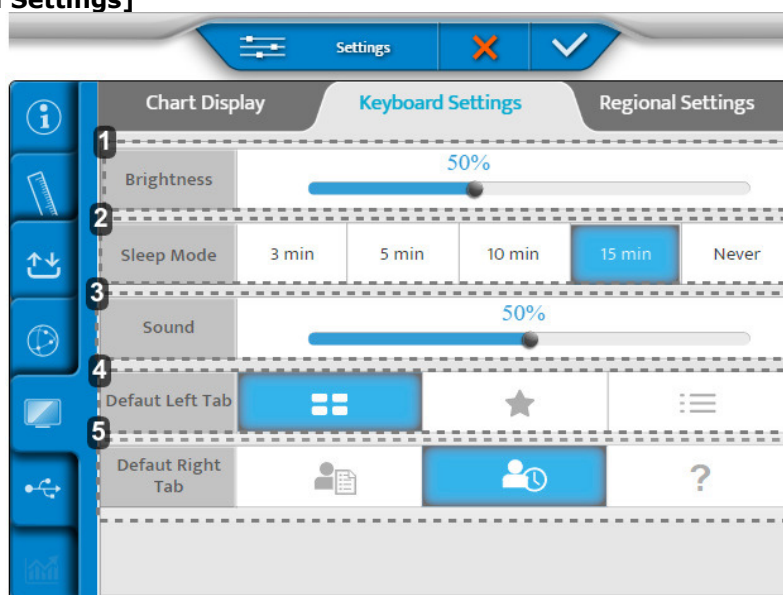 Settings]
Settings
Chart Display Keyboard Settings Regional Settings
1
50%
Brightness
2
Sleep Mode 3 min 5 min 10 min 15 min Never
3
50%
Sound
4
Defaut Left Tab
5
Defaut Right
Tab
?